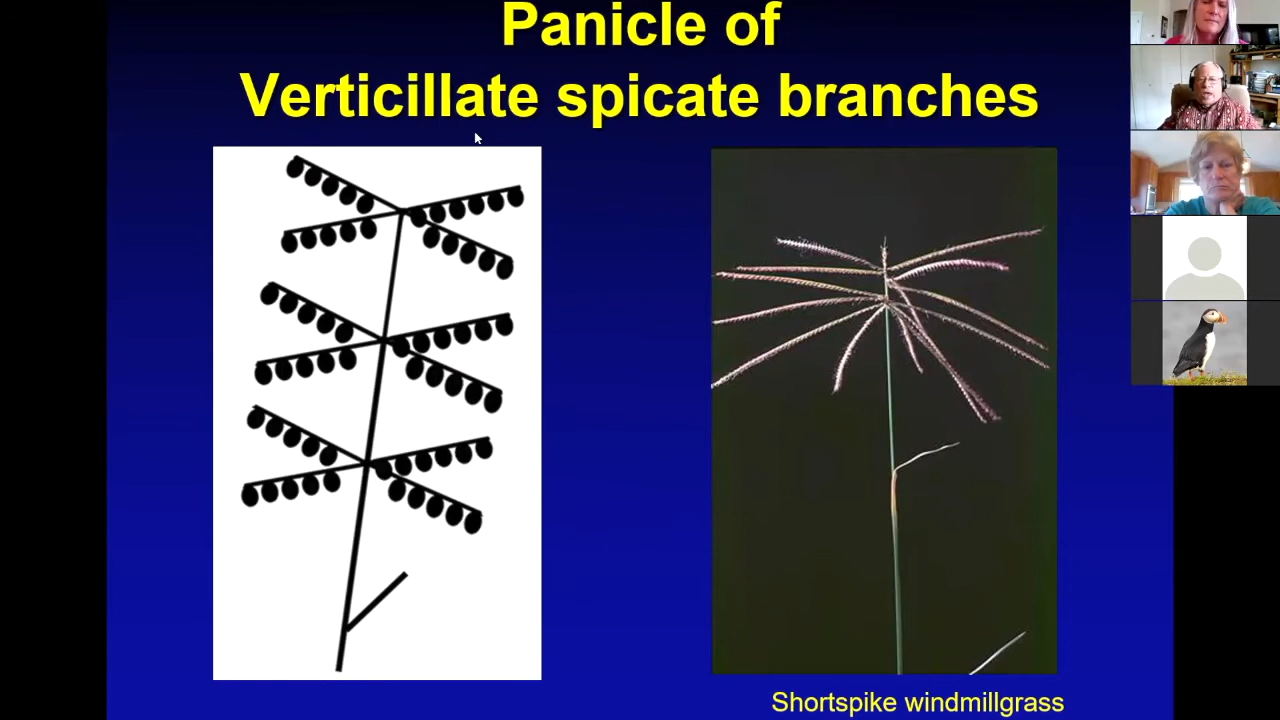 Panicle of
Verticillate spicate branches
Shortspike windmillgrass